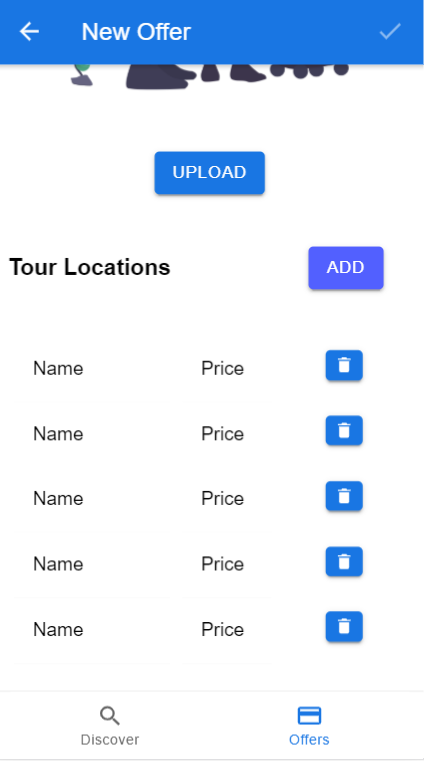 New Offer
UPLOAD
Tour Locations ADD
Name Price
Name Price
Name Price
Name Price
Name Price
Discover Offers